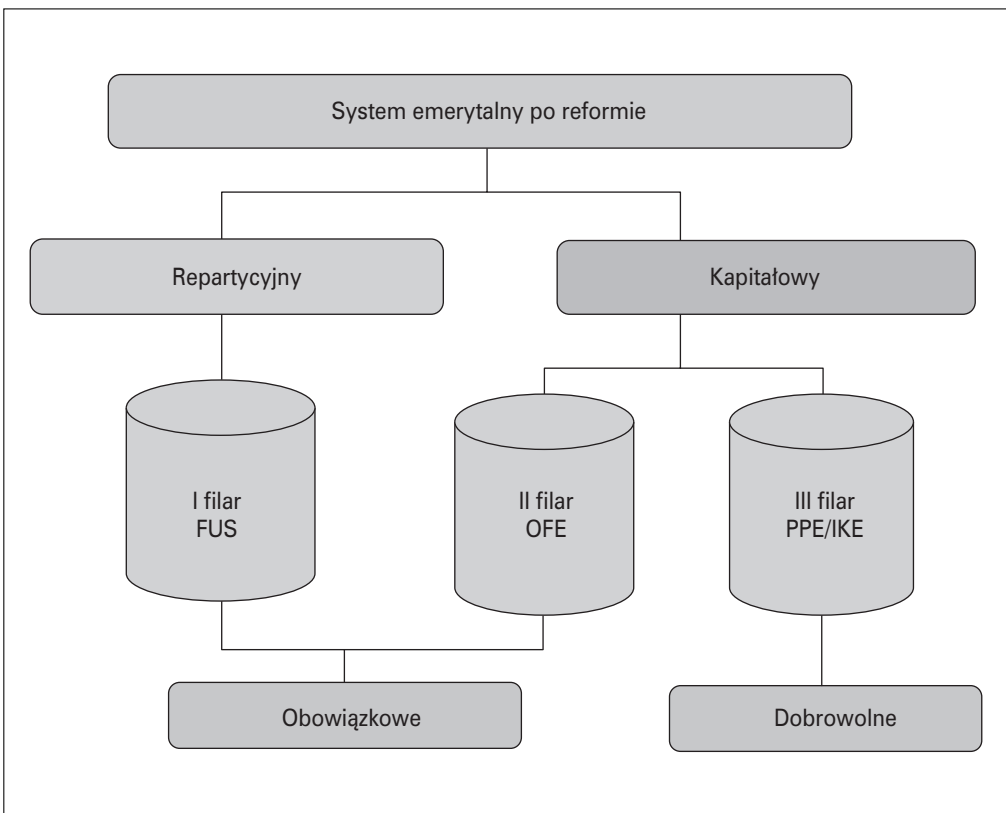 System emerytalny po reformie
Repartycyjny
Kapitałowy
I filar
FUS
II filar
OFE
III filar
PPE/IKE
Obowiązkowe
Dobrowolne